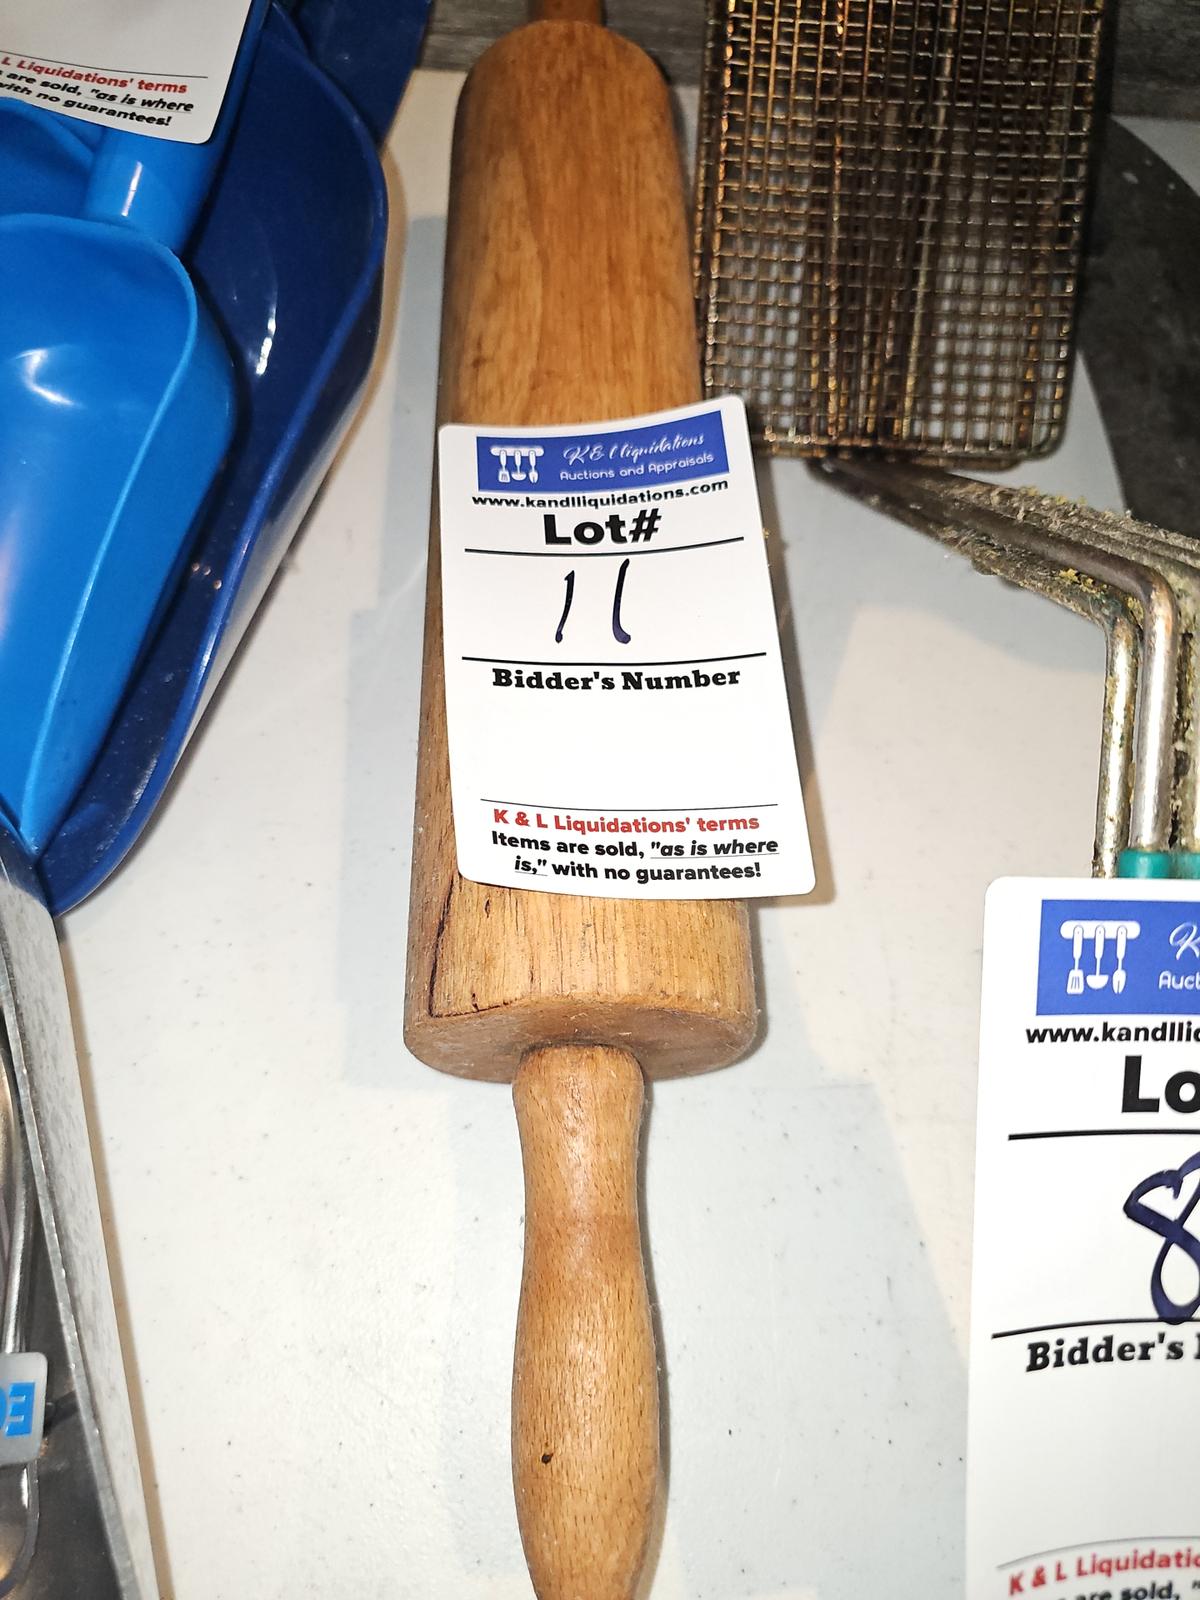 L Liquidations' terms
are sold, "as is where
with no guarantees!
K & L Liquidations
Auctions and Appraisals
www.kandlliquidations.com
Lot#
11
Bidder's Number
K & L Liquidations' terms
Items are sold, "as is where
is," with no guarantees!
K
Auct
www.kandlliq
Lo
8
Bidder's
K & L Liquidatio
are sold, "